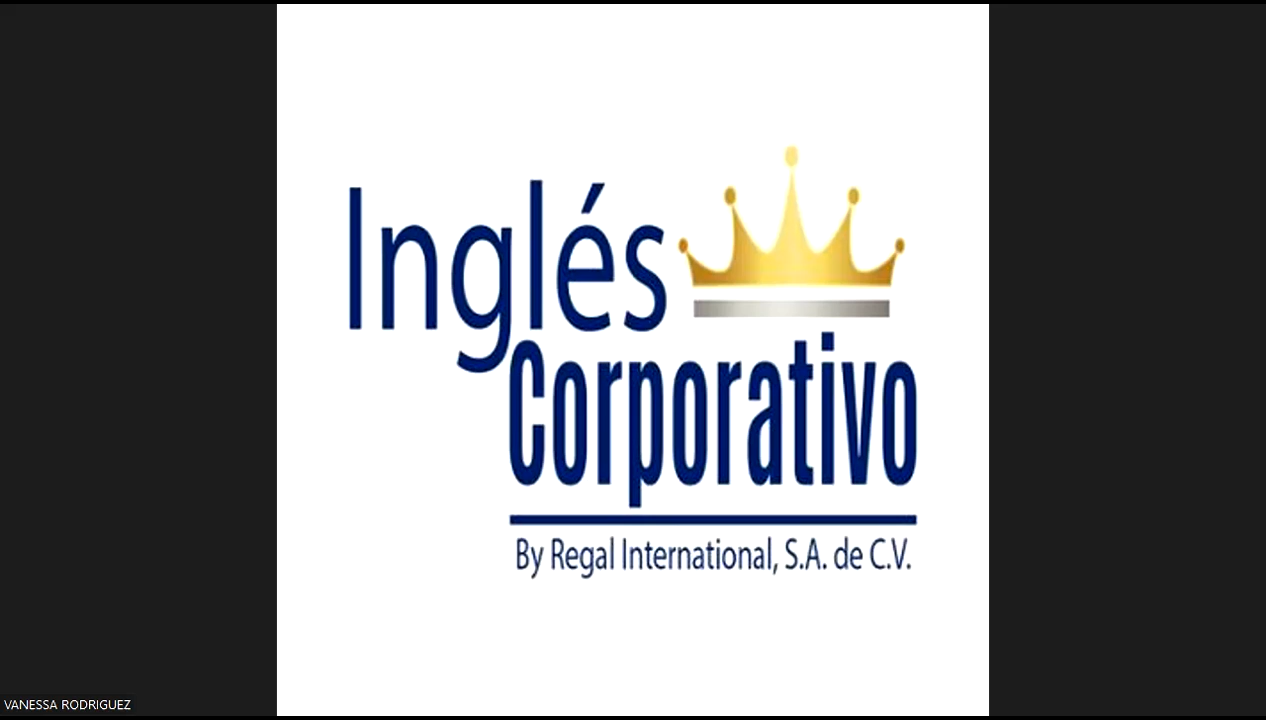 Inglés
Corporativo
By Regal International, S.A. de C.V.
VANESSA RODRIGUEZ